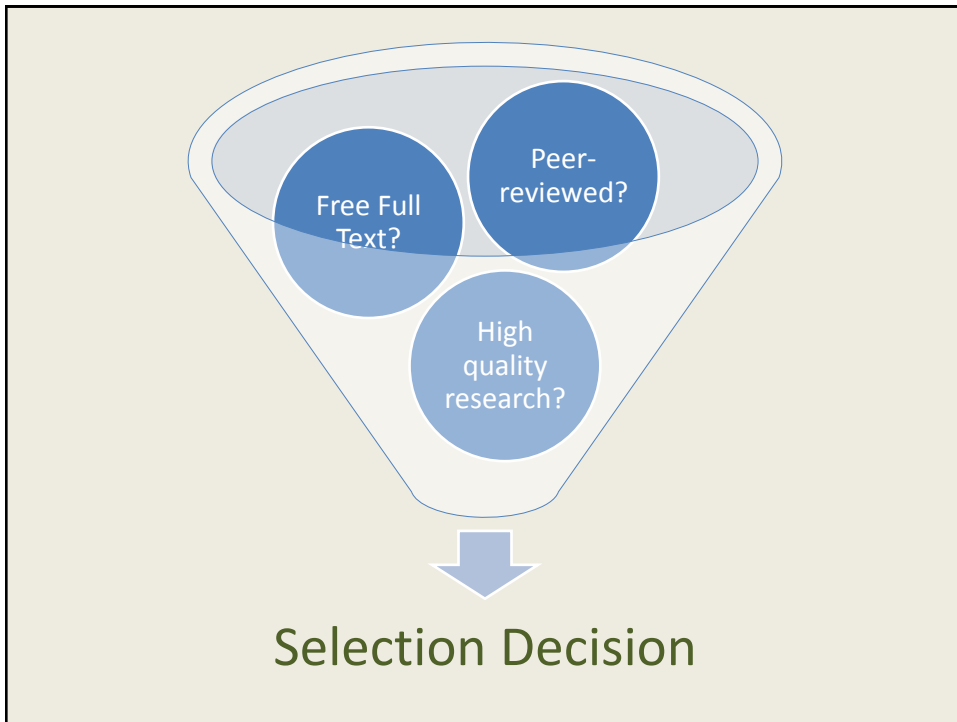 Peer-
reviewed?
Free Full
Text?
High
quality
research?
Selection Decision